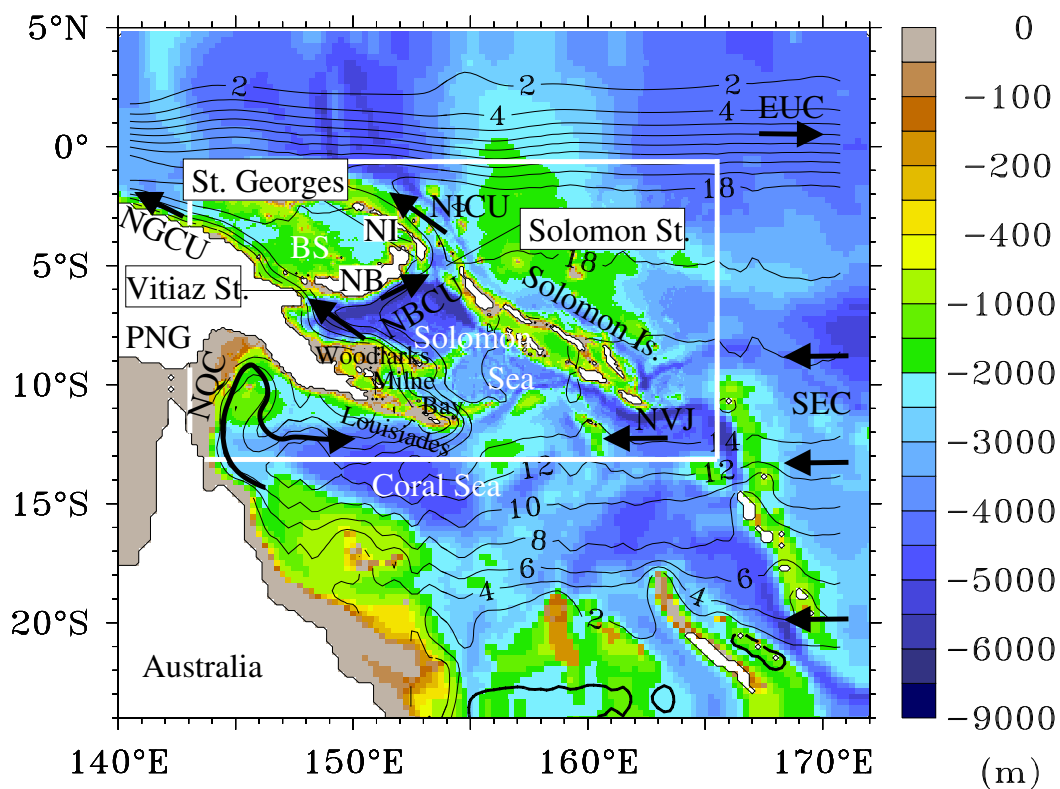 5°N
0°
5°S
10°S
15°S
20°S
140°E
150°E
160°E
170°E
2
2
4
4
EUC
18
St. Georges
NICU
NI
Solomon St.
NGCU
BS
18
NB
Vitiaz St.
NBCU
Solomon Is.
PNG
Solomon
Sea
Woodlarks
Milne
Bay
NQC
SEC
Louisiades
NVJ
14
12
12
Coral Sea
10
8
6
6
4
4
2
Australia
0
−100
−200
−400
−1000
−2000
−3000
−4000
−5000
−6000
−9000
(m)